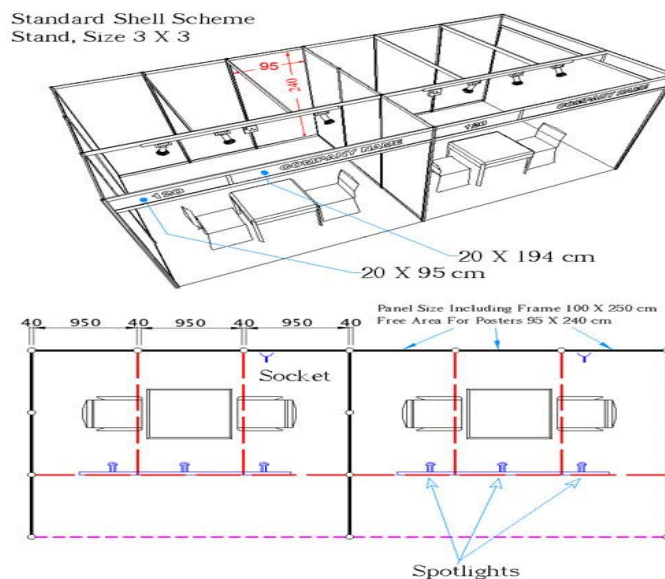 Standard Shell Scheme
Stand, Size 3 X 3
95
240
COMPANY NAME
120
120
COMPANY NAME
20 X 194 cm
20 X 95 cm
Panel Size Including Frame 100 X 250 cm
Free Area For Posters 95 X 240 cm
40 950 40 950 40 950 40
Socket
Spotlights